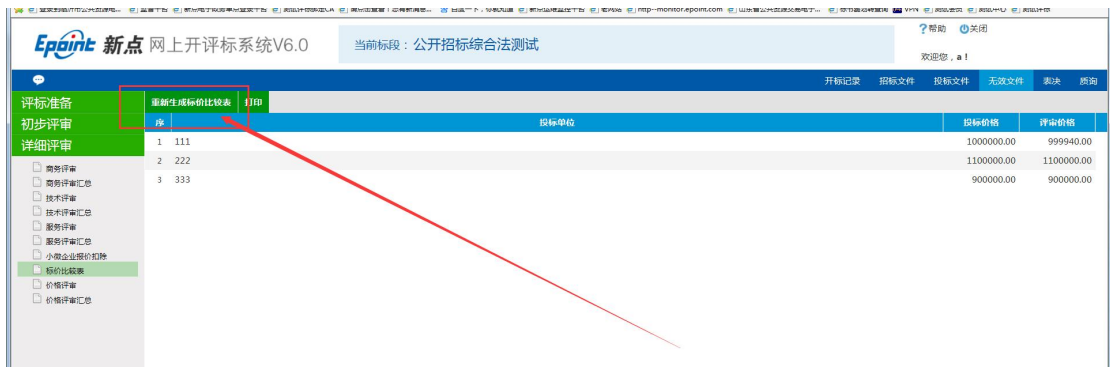 Epoint 新点 网上开评标系统V6.0
当前标段：公开招标综合法测试
?帮助 关闭
欢迎您，a！
开标记录 招标文件 投标文件 无效文件 表决 质询
评标准备
初步评审
详细评审
商务评审
商务评审汇总
技术评审
技术评审汇总
服务评审
服务评审汇总
小微企业报价扣除
标价比较表
价格评审
价格评审汇总
重新生成标价比较表 打印
序 投标单位 投标价格 评审价格
1 111 1000000.00 999940.00
2 222 1100000.00 1100000.00
3 333 900000.00 900000.00